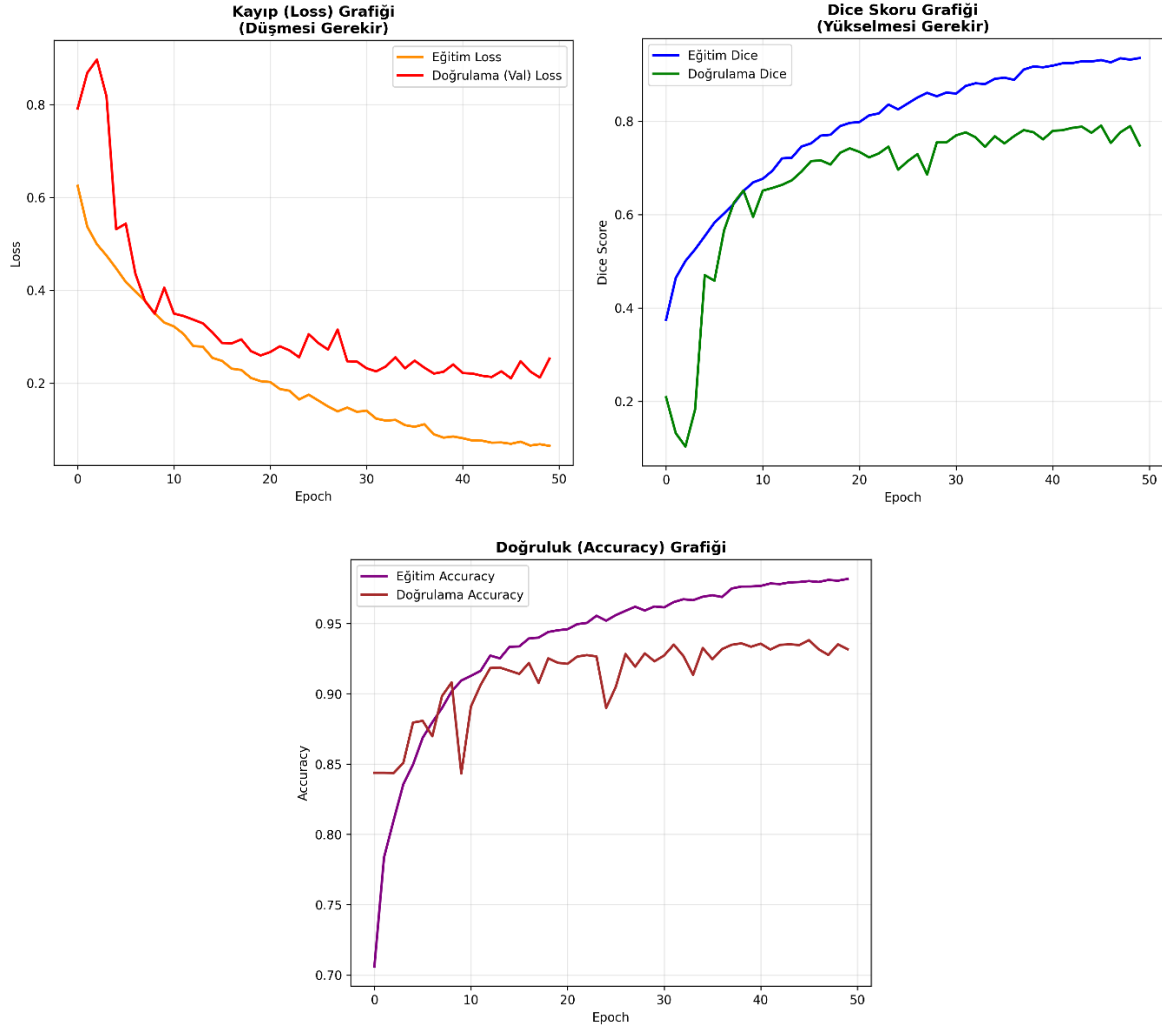 Kayıp (Loss) Grafiği
(Düşmesi Gerekir)
Eğitim Loss
Doğrulama (Val) Loss
0.8
0.6
0.4
0.2
Loss
0 10 20 30 40 50
Epoch
Dice Skoru Grafiği
(Yükselmesi Gerekir)
Eğitim Dice
Doğrulama Dice
0.8
0.6
0.4
0.2
Dice Score
0 10 20 30 40 50
Epoch
Doğruluk (Accuracy) Grafiği
Eğitim Accuracy
Doğrulama Accuracy
0.95
0.90
0.85
0.80
0.75
0.70
Accuracy
0 10 20 30 40 50
Epoch